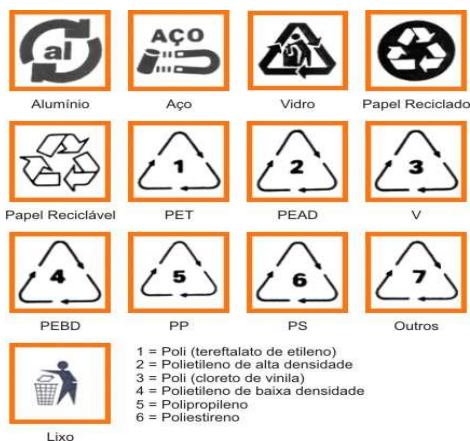 al
AÇO
Alumínio
Aço
Vidro
Papel Reciclado
1
2
3
Papel Reciclável
PET
PEAD
V
4
5
6
7
PEBD
PP
PS
Outros
1 = Poli (tereftalato de etileno)
2 = Polietileno de alta densidade
3 = Poli (cloreto de vinila)
4 = Polietileno de baixa densidade
5 = Polipropileno
6 = Poliestireno
Lixo